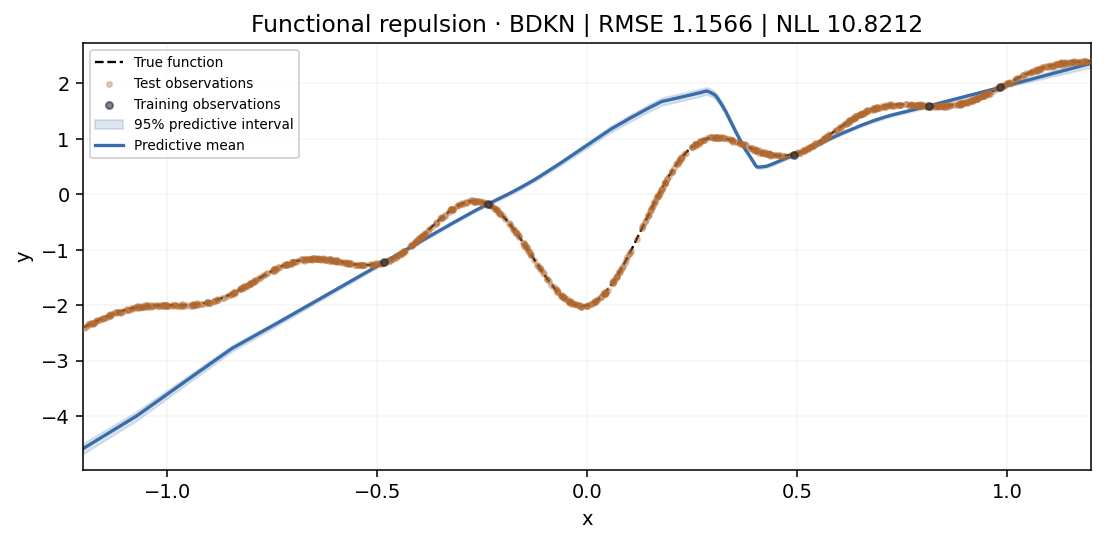 Functional repulsion · BDKN | RMSE 1.1566 | NLL 10.8212
True function
Test observations
Training observations
95% predictive interval
Predictive mean
2
1
0
−1
−2
−3
−4
y
−1.0
−0.5
0.0
0.5
1.0
x